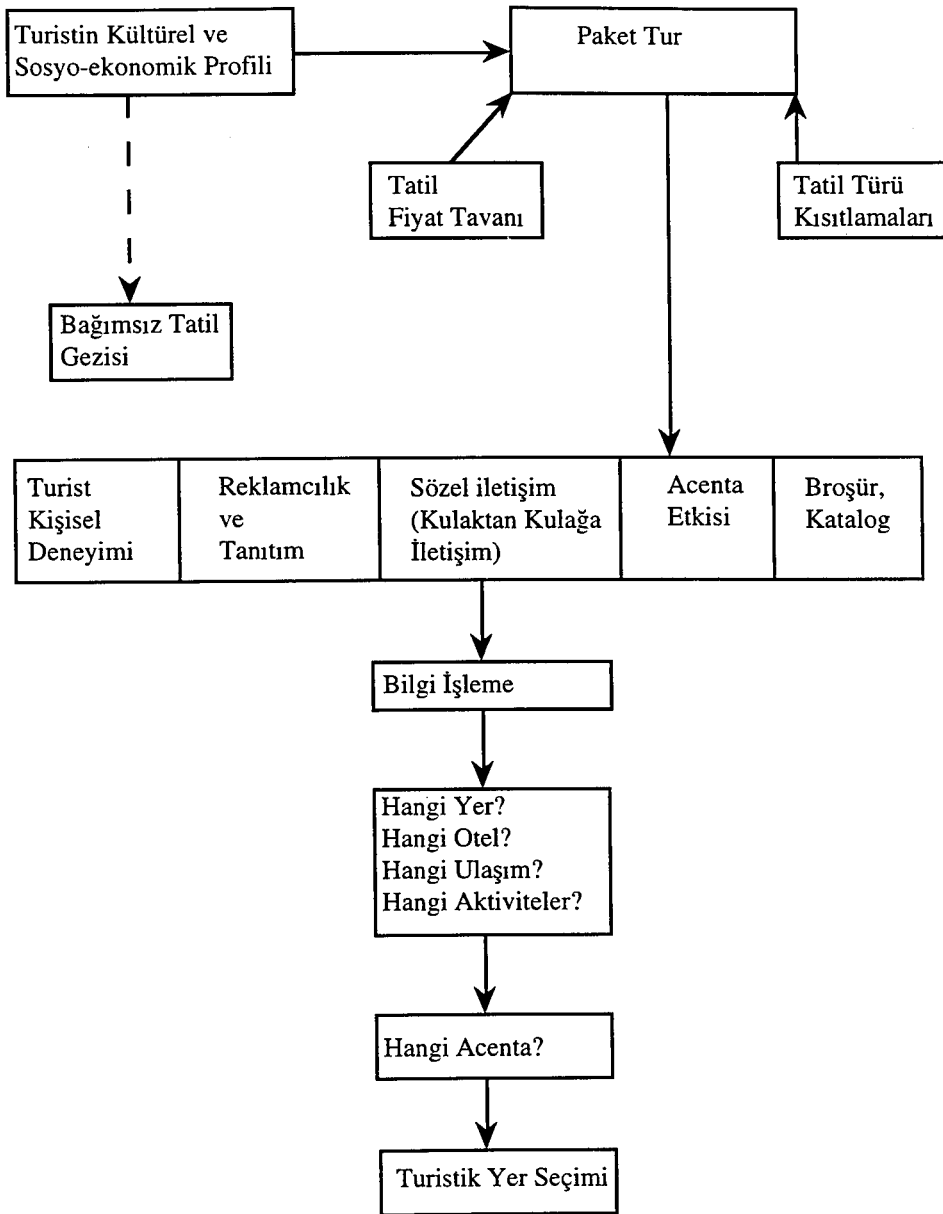 Turistin Kültürel ve
Sosyo-ekonomik Profili
Paket Tur
Tatil
Fiyat Tavanı
Tatil Türü
Kısıtlamaları
Bağımsız Tatil
Gezisi
Turist
Kişisel
Deneyimi
Reklamcılık
ve
Tanıtım
Sözel iletişim
(Kulaktan Kulağa
İletişim)
Acenta
Etkisi
Broşür,
Katalog
Bilgi İşleme
Hangi Yer?
Hangi Otel?
Hangi Ulaşım?
Hangi Aktiviteler?
Hangi Acenta?
Turistik Yer Seçimi